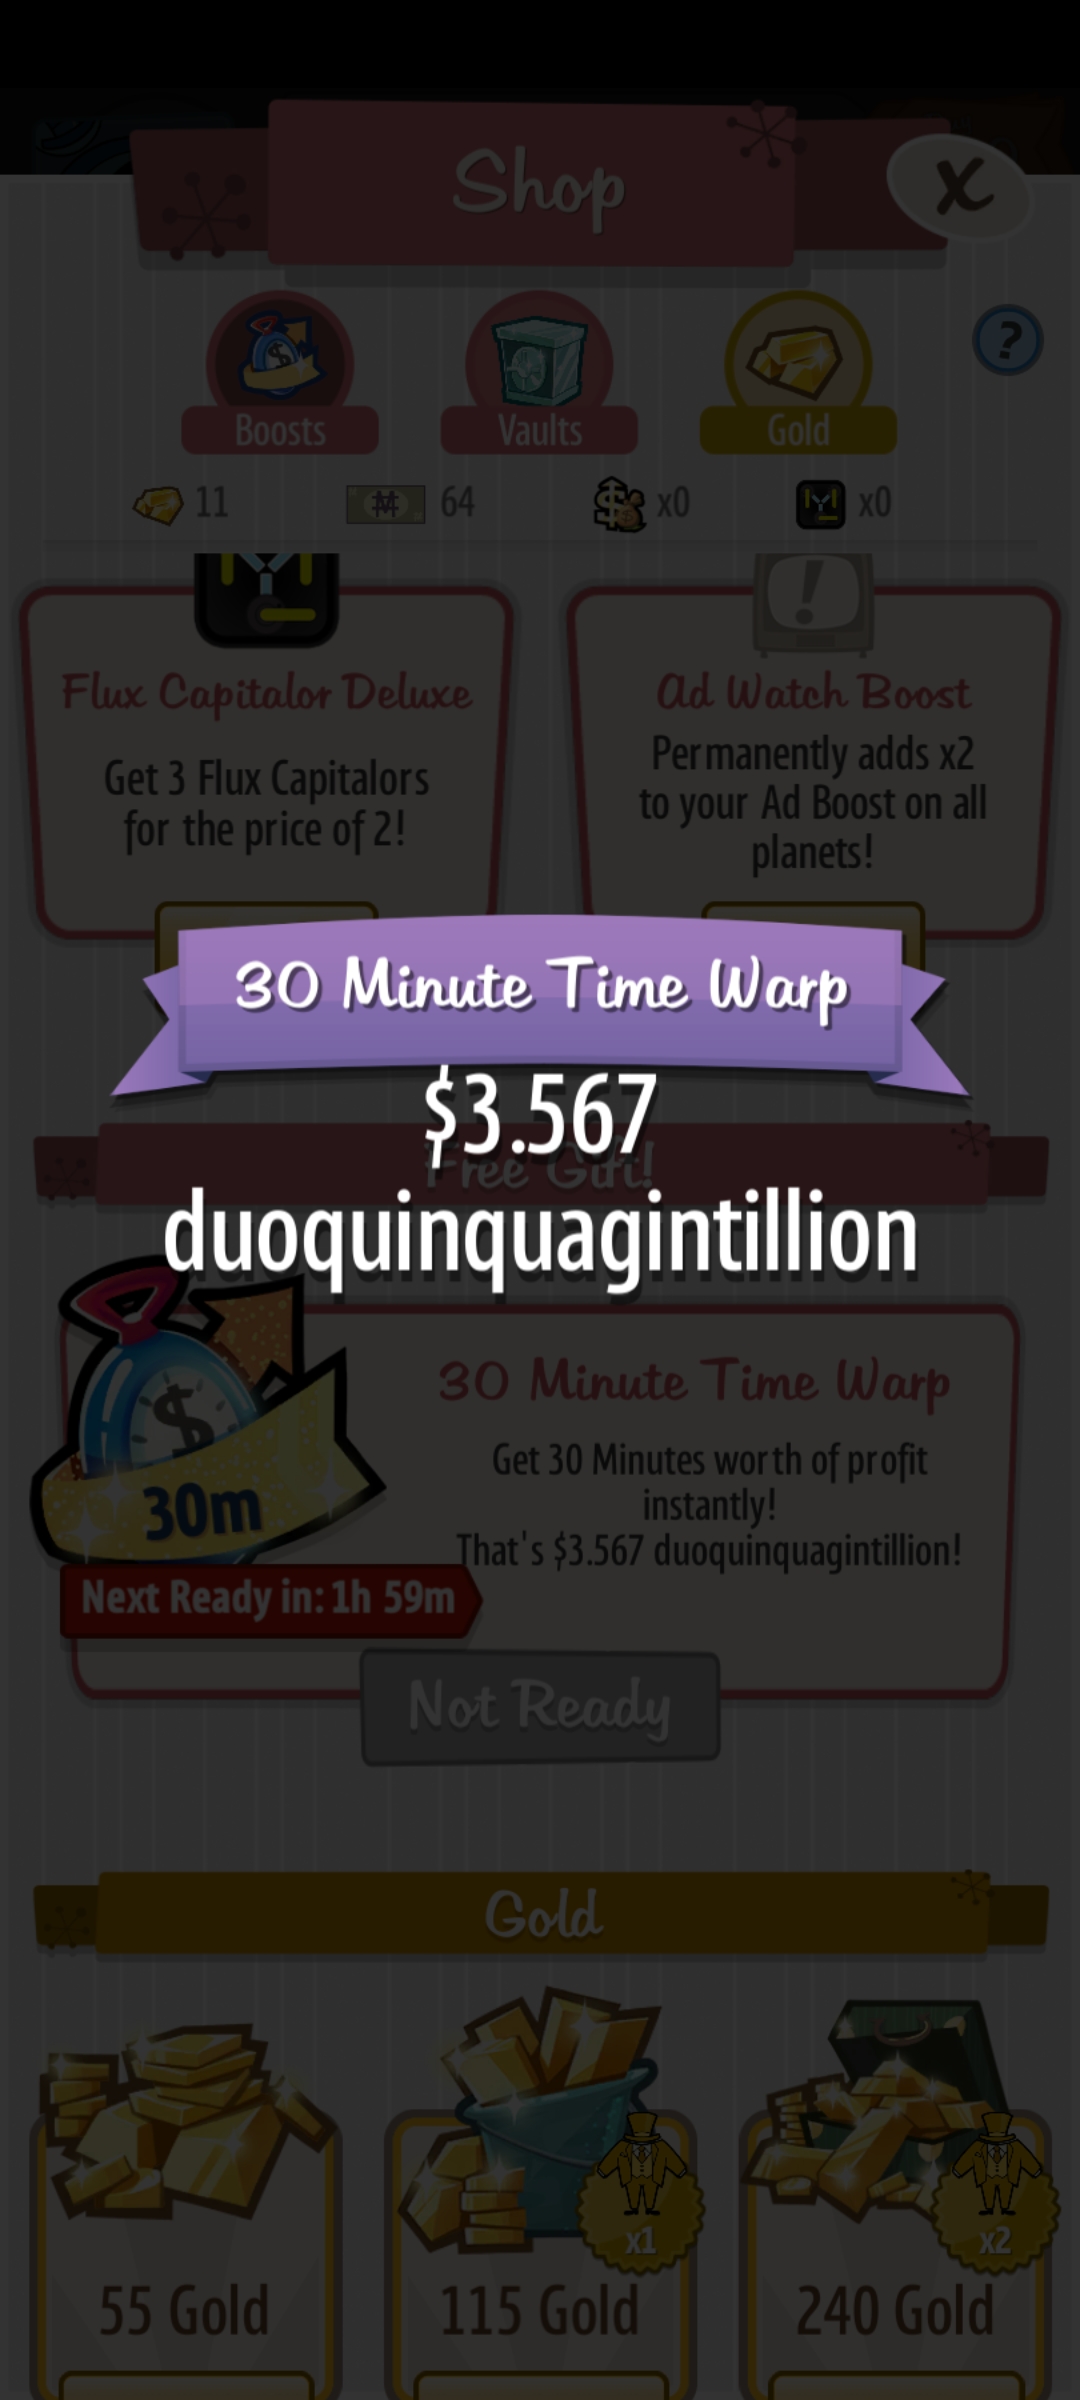 Shop
X
?
Boosts
Vaults
Gold
11
64
x0
x0
Flux Capitalor Deluxe
Get 3 Flux Capitalors
for the price of 2!
Ad Watch Boost
Permanently adds x2
to your Ad Boost on all
planets!
30 Minute Time Warp
$3.567
duoquinquagintillion
Free Gift!
30m
30 Minute Time Warp
Get 30 Minutes worth of profit
instantly!
That's $3.567 duoquinquagintillion!
Next Ready in: 1h 59m
Not Ready
Gold
x1
x2
55 Gold
115 Gold
240 Gold